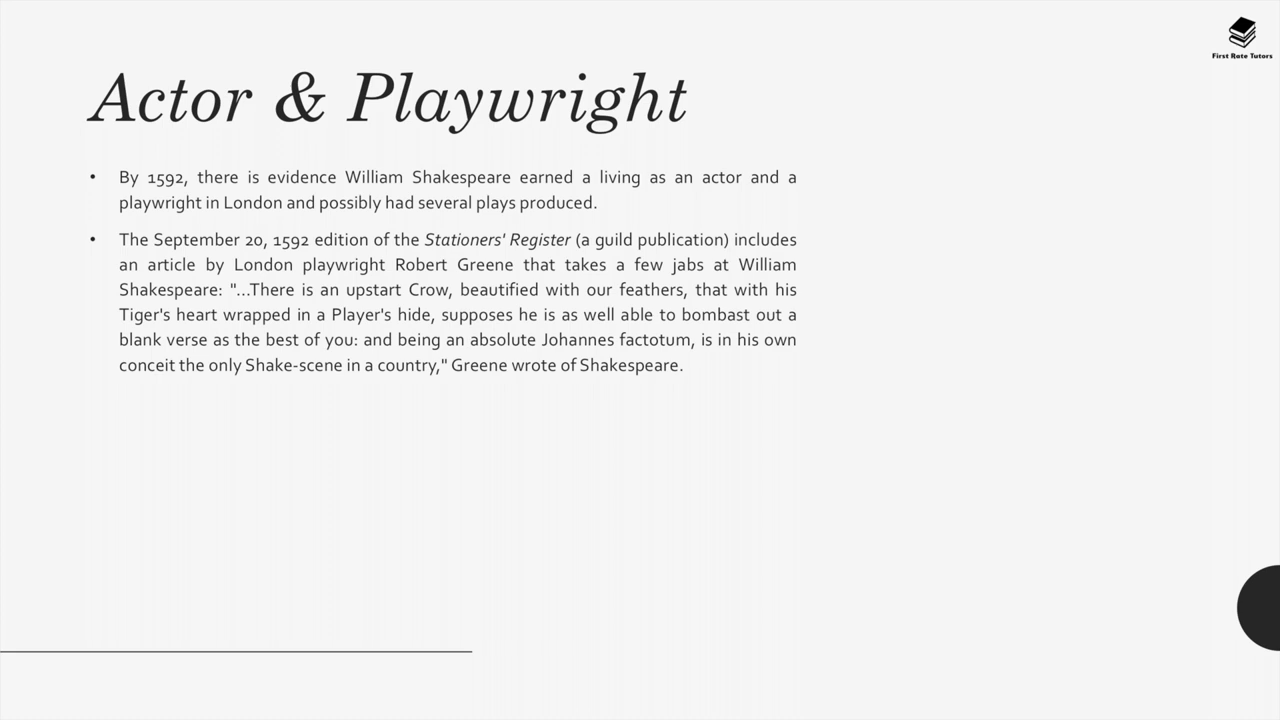 First Rate Tutors
Actor & Playwright
• By 1592, there is evidence William Shakespeare earned a living as an actor and a
playwright in London and possibly had several plays produced.
• The September 20, 1592 edition of the Stationers' Register (a guild publication) includes
an article by London playwright Robert Greene that takes a few jabs at William
Shakespeare: "...There is an upstart Crow, beautified with our feathers, that with his
Tiger's heart wrapped in a Player's hide, supposes he is as well able to bombast out a
blank verse as the best of you: and being an absolute Johannes factotum, is in his own
conceit the only Shake-scene in a country," Greene wrote of Shakespeare.